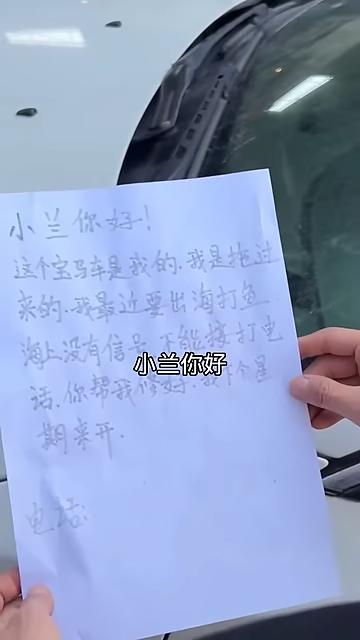 小兰你好！
这个宝马车是我的.我是拖过
来的.我最近要出海打鱼
海上没有信号 不能接打电
话.你帮我修好.我个星
期来开.
电话:
小兰你好